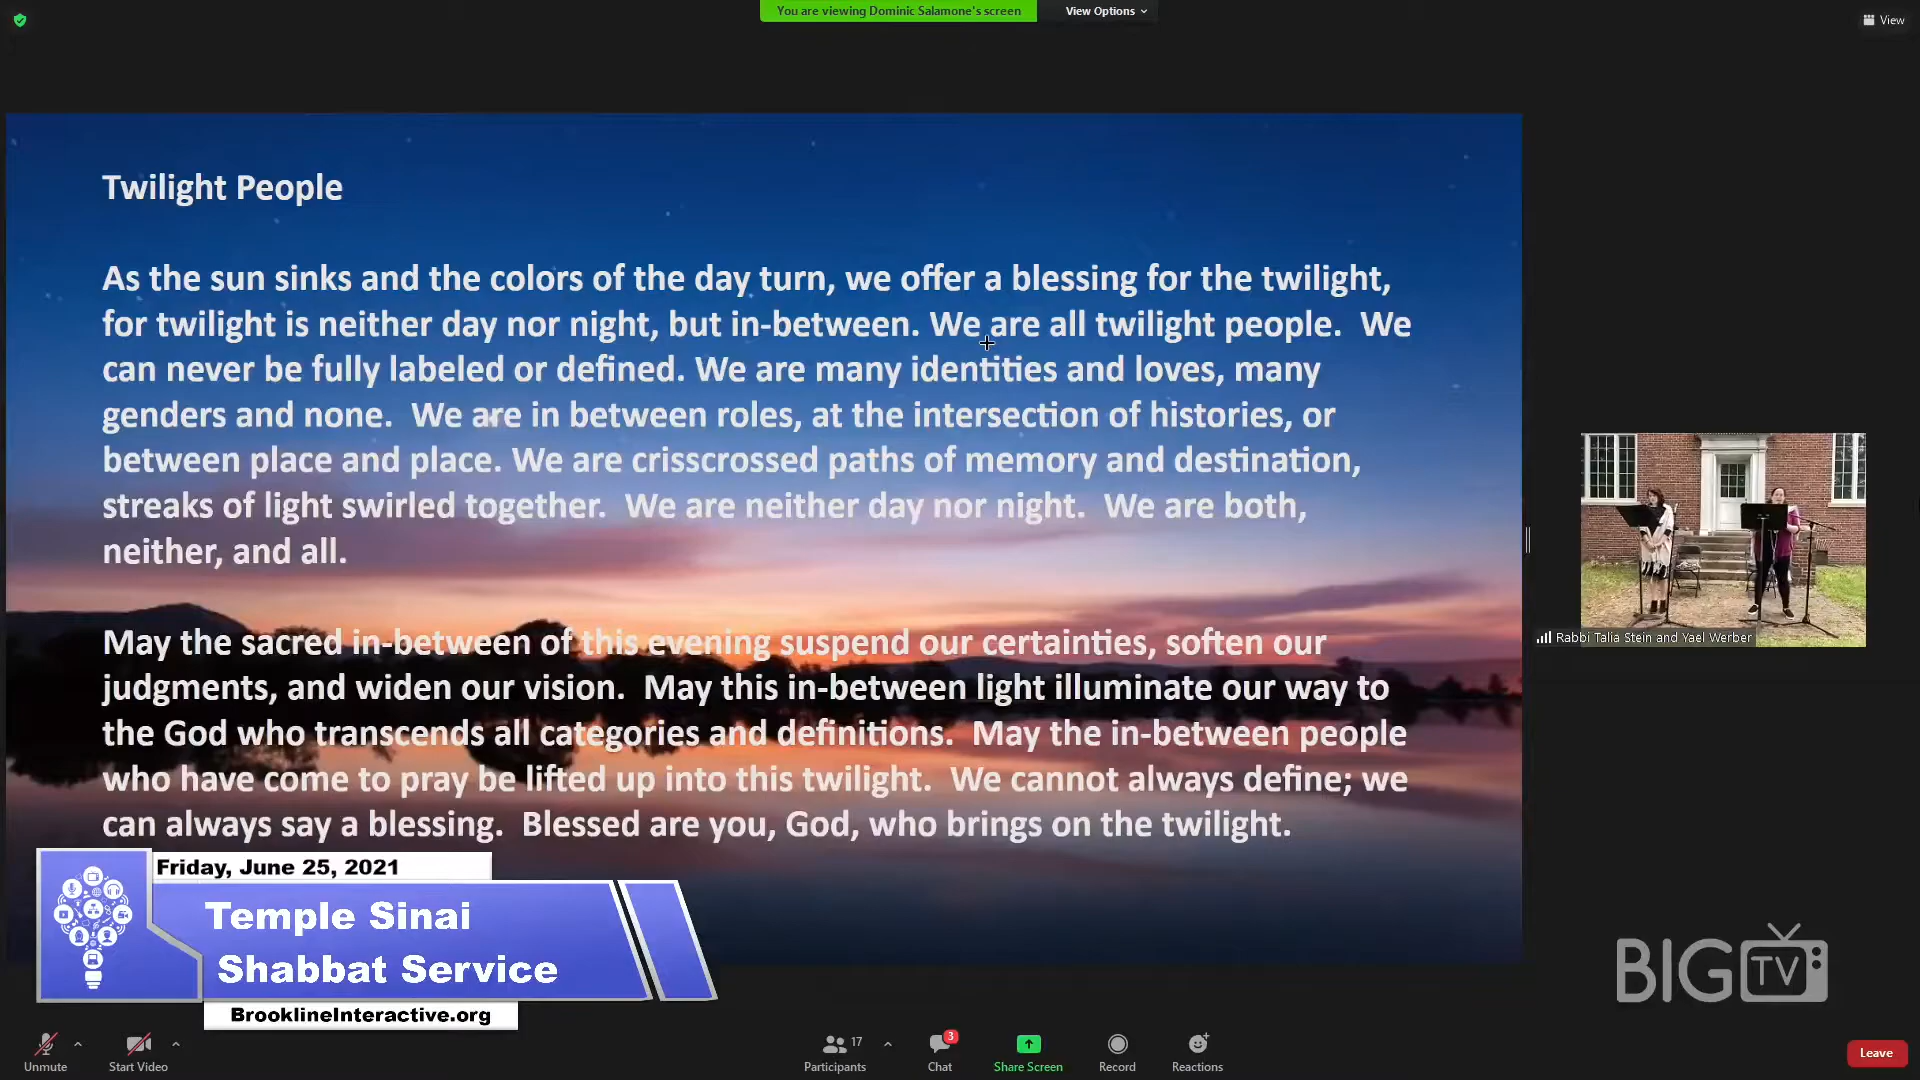 You are viewing Dominic Salamone's screen
View Options
View
Twilight People
As the sun sinks and the colors of the day turn, we offer a blessing for the twilight,
for twilight is neither day nor night, but in-between. We are all twilight people.  We
can never be fully labeled or defined. We are many identities and loves, many
genders and none.  We are in between roles, at the intersection of histories, or
between place and place. We are crisscrossed paths of memory and destination,
streaks of light swirled together.  We are neither day nor night.  We are both,
neither, and all.
May the sacred in-between of this evening suspend our certainties, soften our
judgments, and widen our vision.  May this in-between light illuminate our way to
the God who transcends all categories and definitions.  May the in-between people
who have come to pray be lifted up into this twilight.  We cannot always define; we
can always say a blessing.  Blessed are you, God, who brings on the twilight.
Rabbi Talia Stein and Yael Werber
Friday, June 25, 2021
Temple Sinai
Shabbat Service
BrooklineInteractive.org
BIG TV
Unmute
Start Video
17
Participants
3
Chat
Share Screen
Record
Reactions
Leave